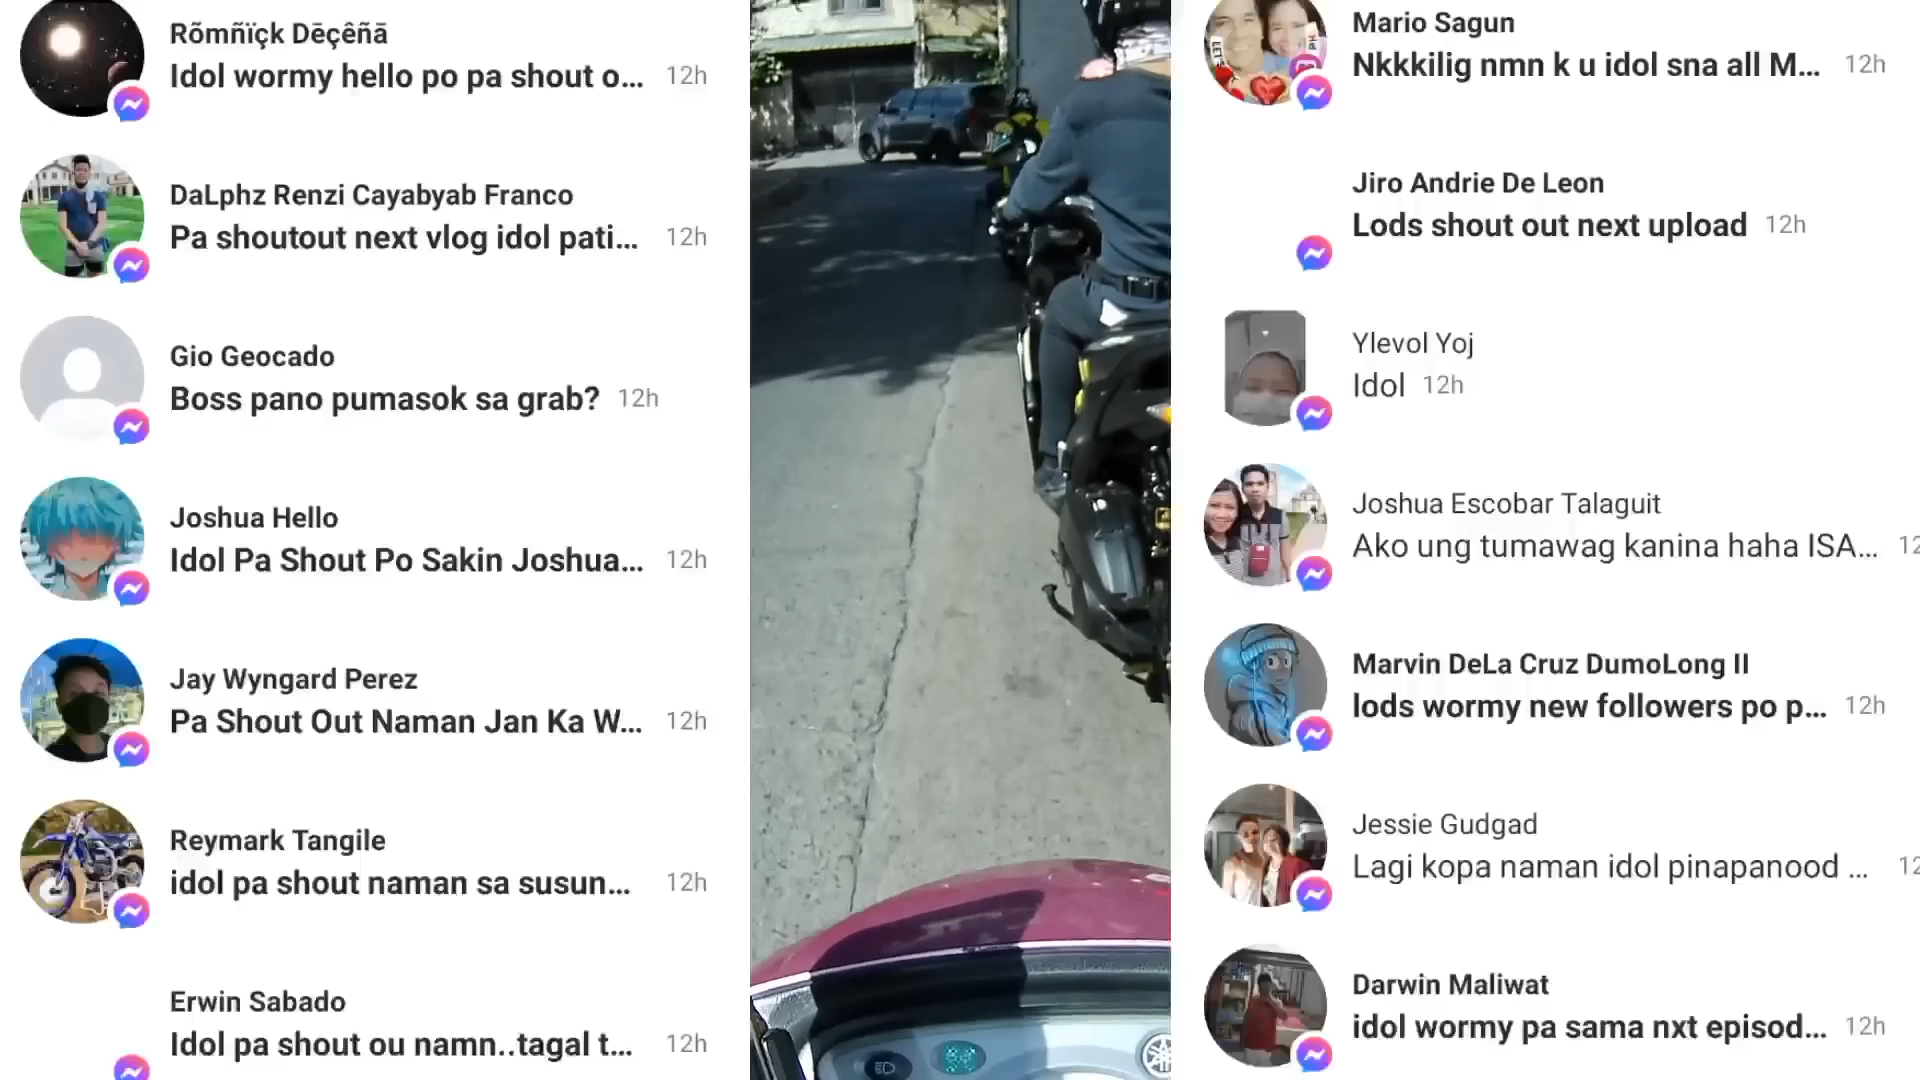 Rõmñïçk Dēçêñā
Idol wormy hello po pa shout o... 12h
DaLphz Renzi Cayabyab Franco
Pa shoutout next vlog idol pati... 12h
Gio Geocado
Boss pano pumasok sa grab? 12h
Joshua Hello
Idol Pa Shout Po Sakin Joshua... 12h
Jay Wyngard Perez
Pa Shout Out Naman Jan Ka W... 12h
Reymark Tangile
idol pa shout naman sa susun... 12h
Erwin Sabado
Idol pa shout ou namn..tagal t... 12h
Mario Sagun
Nkkkilig nmn k u idol sna all M... 12h
Jiro Andrie De Leon
Lods shout out next upload 12h
Ylevol Yoj
Idol 12h
Joshua Escobar Talaguit
Ako ung tumawag kanina haha ISA... 12
Marvin DeLa Cruz DumoLong II
lods wormy new followers po p... 12h
Jessie Gudgad
Lagi kopa naman idol pinapanood ... 12
Darwin Maliwat
idol wormy pa sama nxt episod... 12h